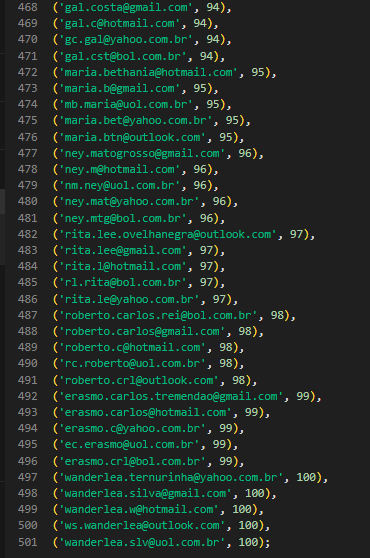 468 ('gal.costa@gmail.com', 94),
469 ('gal.c@hotmail.com', 94),
470 ('gc.gal@yahoo.com.br', 94),
471 ('gal.cst@bol.com.br', 94),
472 ('maria.bethania@hotmail.com', 95),
473 ('maria.b@gmail.com', 95),
474 ('mb.maria@uol.com.br', 95),
475 ('maria.bet@yahoo.com.br', 95),
476 ('maria.btn@outlook.com', 95),
477 ('ney.matogrosso@gmail.com', 96),
478 ('ney.m@hotmail.com', 96),
479 ('nm.ney@uol.com.br', 96),
480 ('ney.mat@yahoo.com.br', 96),
481 ('ney.mtg@bol.com.br', 96),
482 ('rita.lee.ovelhanegra@outlook.com', 97),
483 ('rita.lee@gmail.com', 97),
484 ('rita.l@hotmail.com', 97),
485 ('rl.rita@bol.com.br', 97),
486 ('rita.le@yahoo.com.br', 97),
487 ('roberto.carlos.rei@bol.com.br', 98),
488 ('roberto.carlos@gmail.com', 98),
489 ('roberto.c@hotmail.com', 98),
490 ('rc.roberto@uol.com.br', 98),
491 ('roberto.crl@outlook.com', 98),
492 ('erasmo.carlos.tremendao@gmail.com', 99),
493 ('erasmo.carlos@hotmail.com', 99),
494 ('erasmo.c@yahoo.com.br', 99),
495 ('ec.erasmo@uol.com.br', 99),
496 ('erasmo.crl@bol.com.br', 99),
497 ('wanderlea.ternurinha@yahoo.com.br', 100),
498 ('wanderlea.silva@gmail.com', 100),
499 ('wanderlea.w@hotmail.com', 100),
500 ('ws.wanderlea@outlook.com', 100),
501 ('wanderlea.slv@uol.com.br', 100);